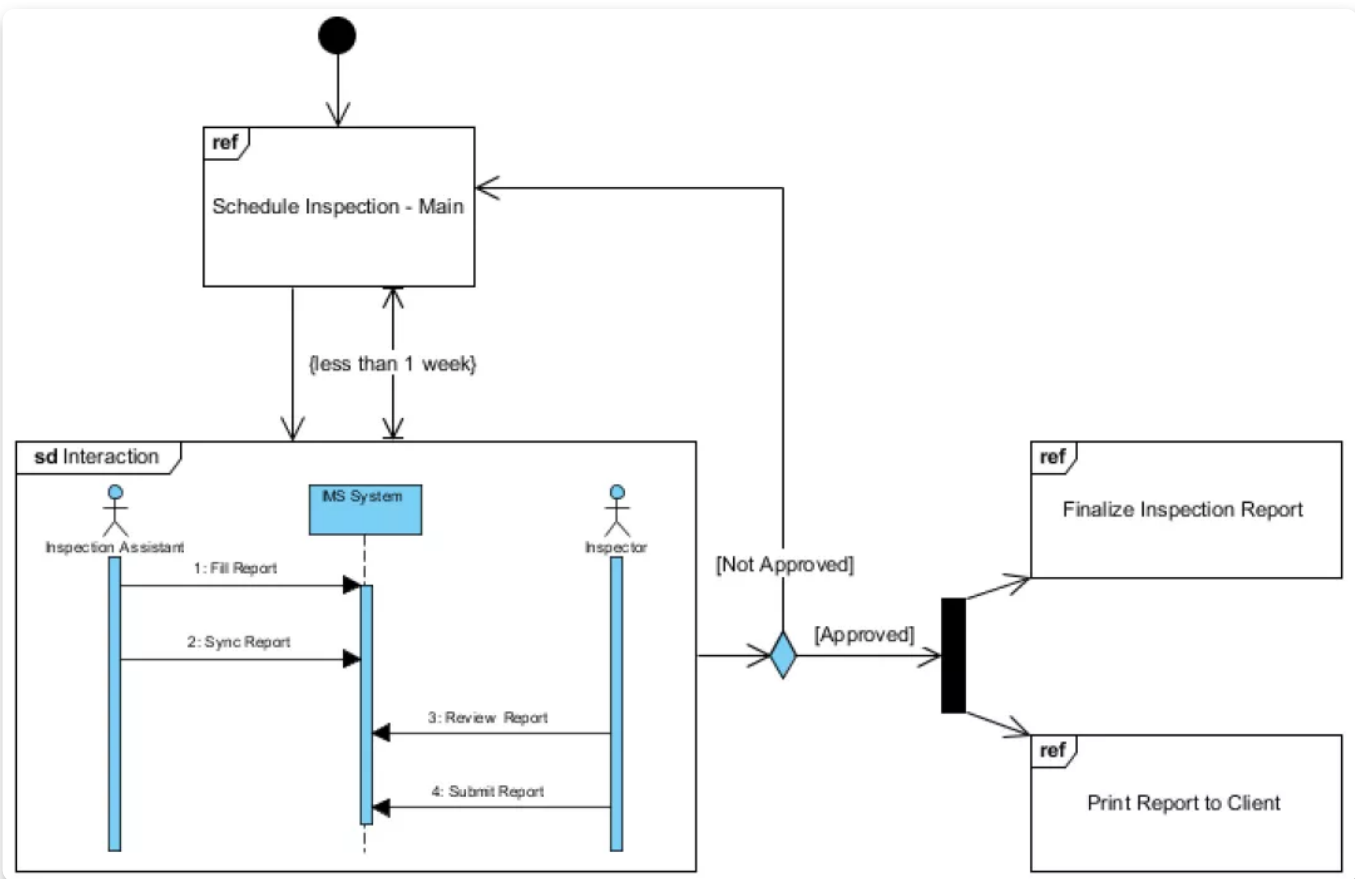 ref
Schedule Inspection - Main
{less than 1 week}
sd Interaction
IMS System
Inspection Assistant
Inspector
1: Fill Report
2: Sync Report
3: Review Report
4: Submit Report
[Not Approved]
[Approved]
ref
Finalize Inspection Report
ref
Print Report to Client